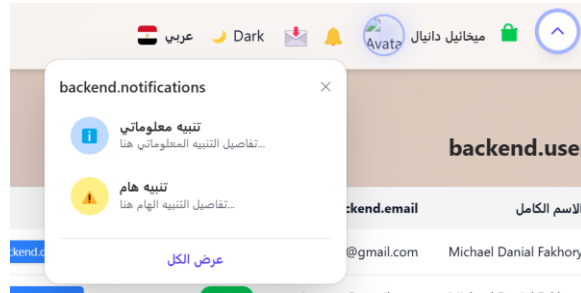 ميخائيل دانيال
Avata
Dark
عربي
backend.notifications
تنبيه معلوماتي
تفاصيل التنبيه المعلوماتي هنا...
تنبيه هام
تفاصيل التنبيه الهام هنا...
عرض الكل
backend.use
الاسم الكامل
kend.email
Michael Danial Fakhory
@gmail.com